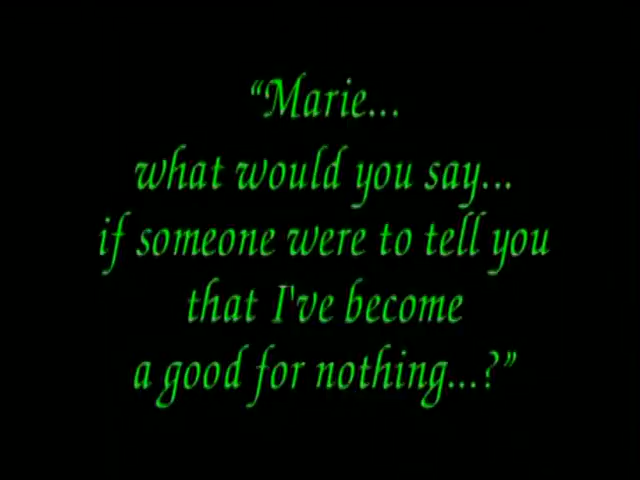 “Marie...
what would you say...
if someone were to tell you
that I've become
a good for nothing...?”